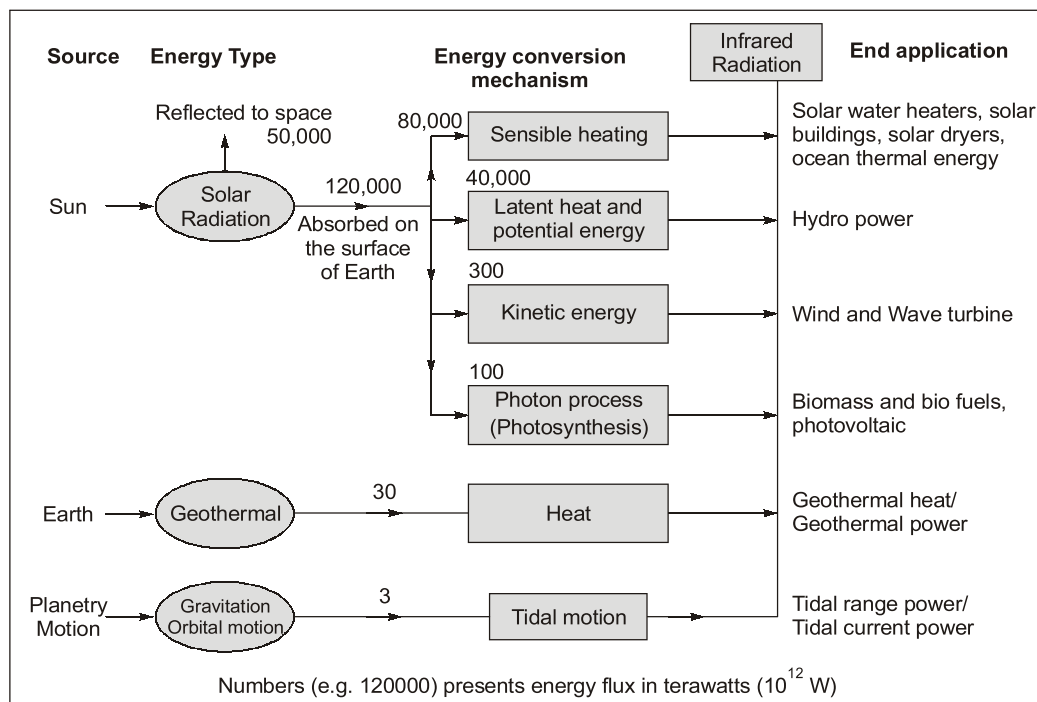 Source
Energy Type
Energy conversion
mechanism
Infrared
Radiation
End application
Reflected to space
50,000
80,000
Sensible heating
Solar water heaters, solar
buildings, solar dryers,
ocean thermal energy
Sun
Solar
Radiation
120,000
Absorbed on
the surface
of Earth
40,000
Latent heat and
potential energy
Hydro power
300
Kinetic energy
Wind and Wave turbine
100
Photon process
(Photosynthesis)
Biomass and bio fuels,
photovoltaic
Earth
Geothermal
30
Heat
Geothermal heat/
Geothermal power
Planetry
Motion
Gravitation
Orbital motion
3
Tidal motion
Tidal range power/
Tidal current power
Numbers (e.g. 120000) presents energy flux in terawatts (10¹² W)